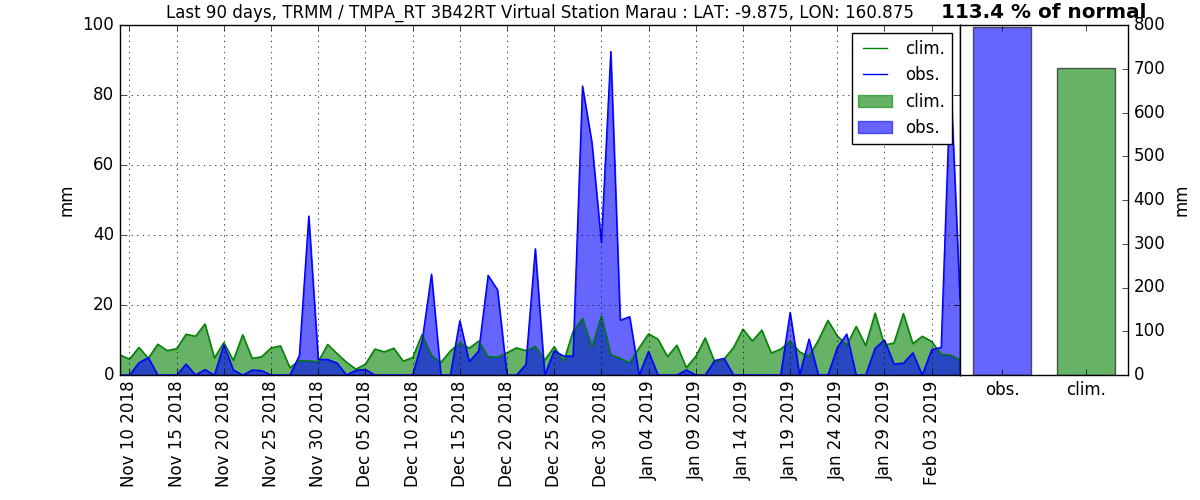 Last 90 days, TRMM / TMPA_RT 3B42RT Virtual Station Marau : LAT: -9.875, LON: 160.875
113.4 % of normal
clim.
obs.
clim.
obs.
100
80
60
40
20
0
mm
800
700
600
500
400
300
200
100
0
mm
Nov 10 2018
Nov 15 2018
Nov 20 2018
Nov 25 2018
Nov 30 2018
Dec 05 2018
Dec 10 2018
Dec 15 2018
Dec 20 2018
Dec 25 2018
Dec 30 2018
Jan 04 2019
Jan 09 2019
Jan 14 2019
Jan 19 2019
Jan 24 2019
Jan 29 2019
Feb 03 2019
obs.
clim.